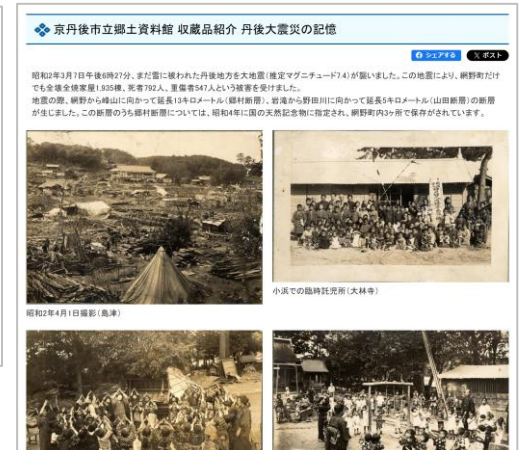 京丹後市立郷土資料館 収蔵品紹介 丹後大震災の記憶
シェアする
ポスト
昭和2年3月7日午後6時27分、まだ雪に被われた丹後地方を大地震(推定マグニチュード7.4)が襲いました。この地震により、網野町だけ
でも全壊全焼家屋1,935棟、死者792人、重傷者547人という被害を受けました。
地震の際、網野から峰山に向かって延長13キロメートル(郷村断層)、岩滝から野田川に向かって延長5キロメートル(山田断層)の断層
が生じました。この断層のうち郷村断層については、昭和4年に国の天然記念物に指定され、網野町内3ヶ所で保存がされています。
小浜での臨時託児所(大林寺)
昭和2年4月1日撮影(島津)